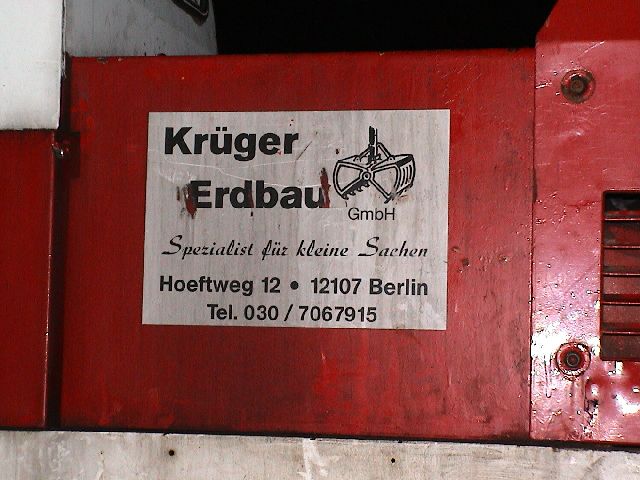 Krüger
Erdbau
GmbH
Spezialist für kleine Sachen
Hoeftweg 12 • 12107 Berlin
Tel. 030 / 7067915